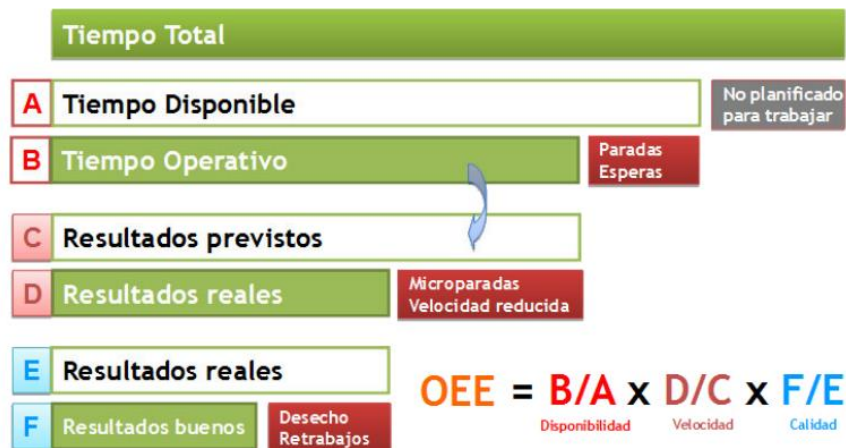 Tiempo Total
A Tiempo Disponible
No planificado
para trabajar
B Tiempo Operativo
Paradas
Esperas
C Resultados previstos
D Resultados reales
Microparadas
Velocidad reducida
E Resultados reales
F Resultados buenos
Desecho
Retrabajos
OEE = B/A x D/C x F/E
Disponibilidad Velocidad Calidad